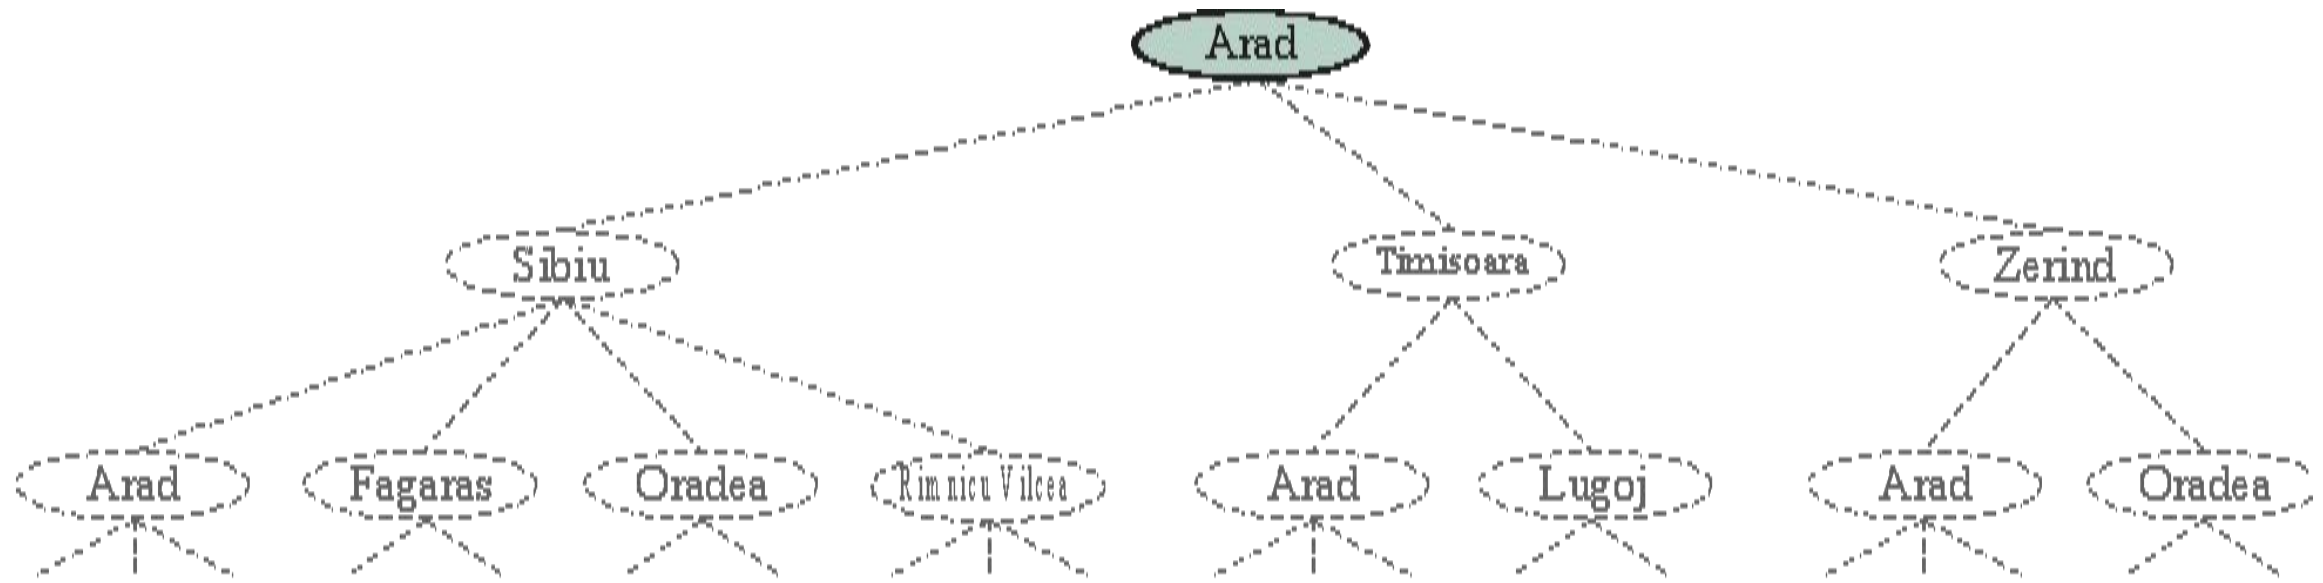 Arad
Sibiu Timisoara Zerind
Arad Fagaras Oradea Rimnicu Vilcea Arad Lugoj Arad Oradea